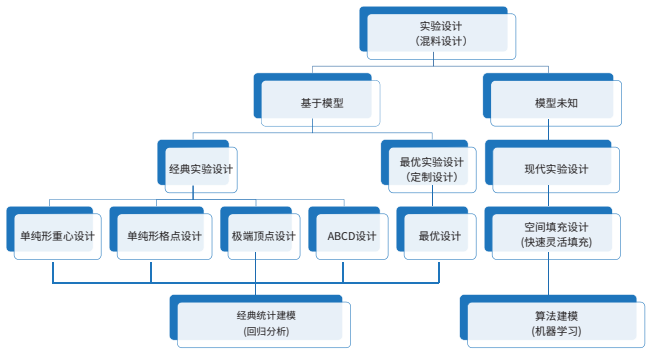 实验设计
（混料设计）
基于模型
模型未知
经典实验设计
最优实验设计
（定制设计）
现代实验设计
单纯形重心设计
单纯形格点设计
极端顶点设计
ABCD设计
最优设计
空间填充设计
(快速灵活填充)
经典统计建模
(回归分析)
算法建模
(机器学习)